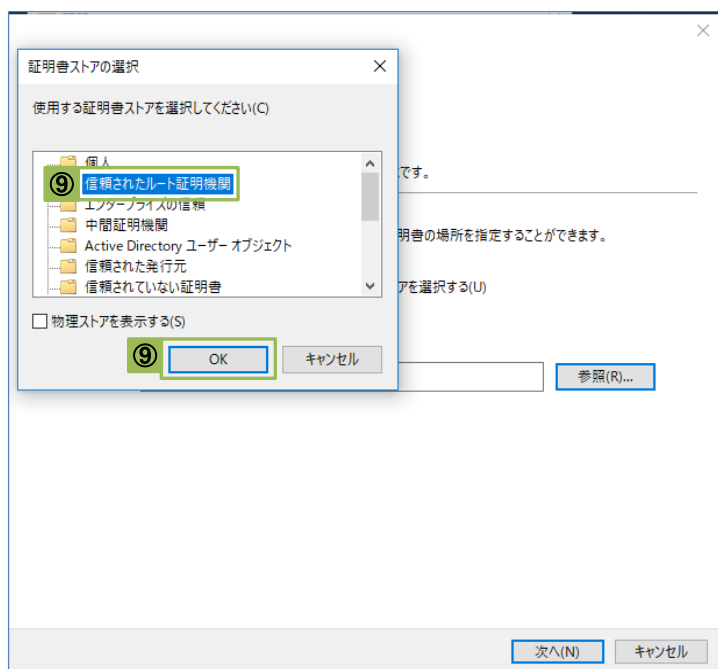 証明書ストアの選択
使用する証明書ストアを選択してください(C)
個人
⑨ 信頼されたルート証明機関
エンタープライズの信頼
中間証明機関
Active Directory ユーザー オブジェクト
信頼された発行元
信頼されていない証明書
物理ストアを表示する(S)
⑨ OK キャンセル
です。
明書の場所を指定することができます。
アを選択する(U)
参照(R)...
次へ(N) キャンセル